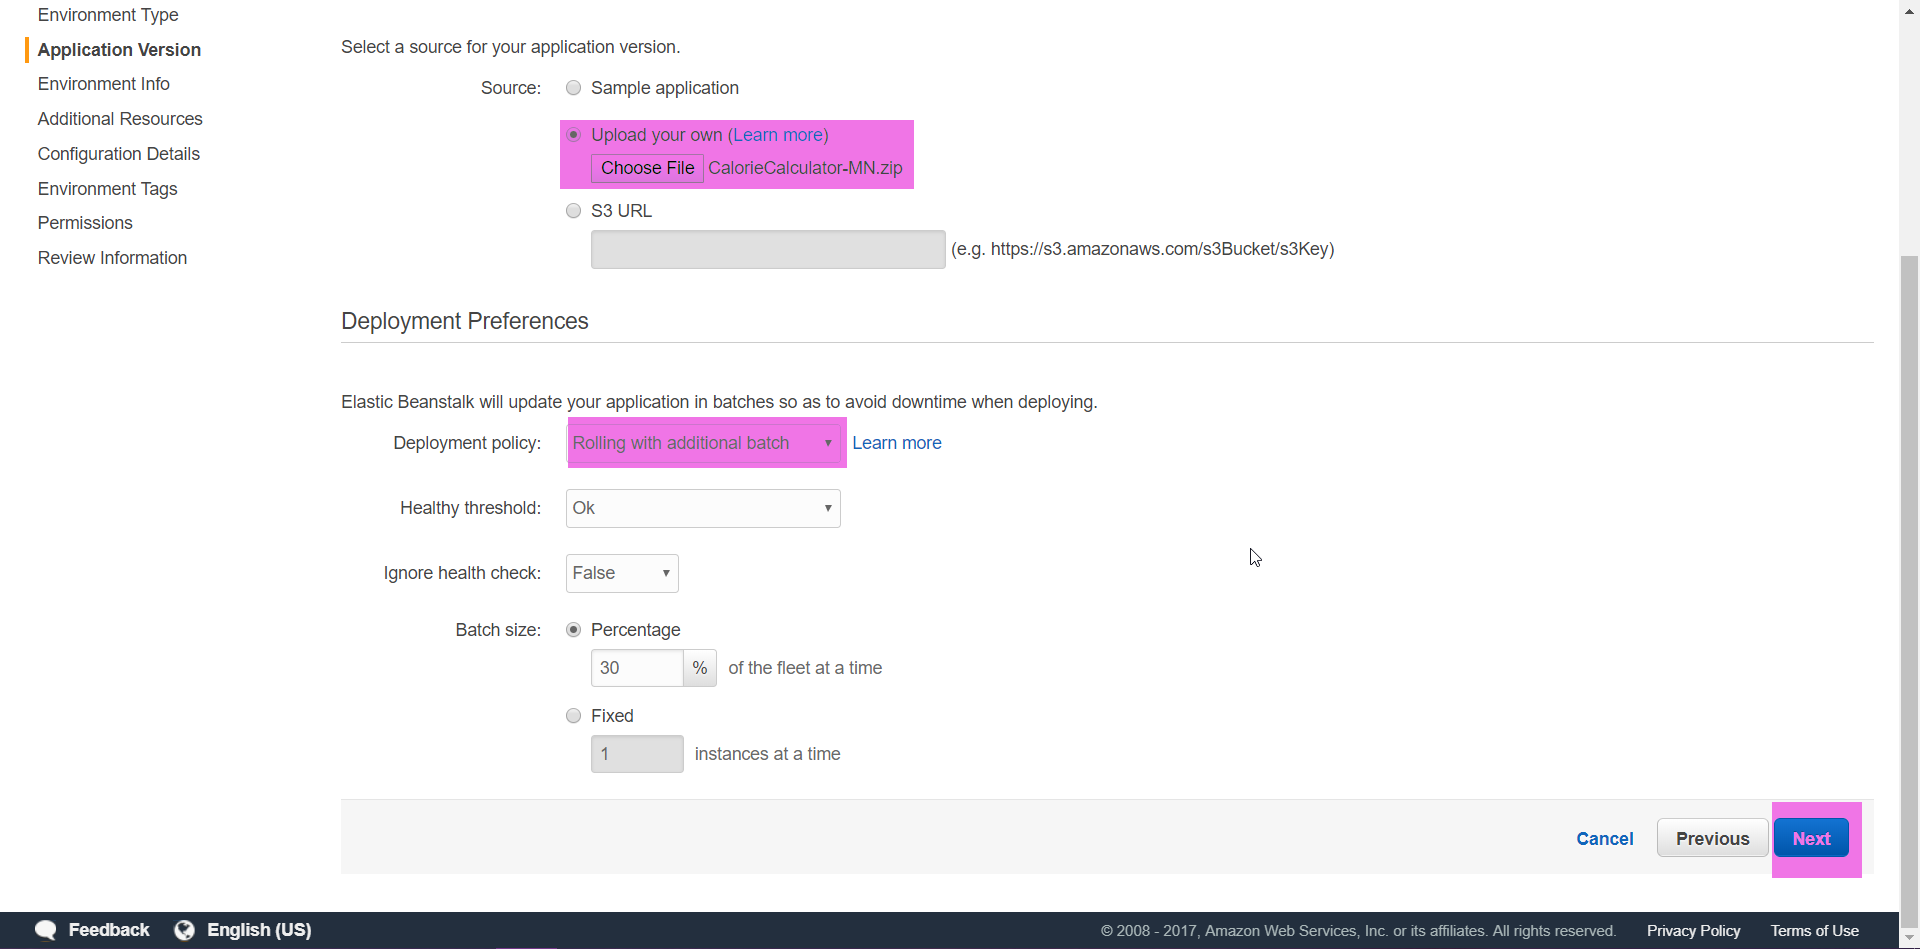 Environment Type
Application Version
Environment Info
Additional Resources
Configuration Details
Environment Tags
Permissions
Review Information
Select a source for your application version.
Source: Sample application
Upload your own (Learn more)
Choose File CalorieCalculator-MN.zip
S3 URL
(e.g. https://s3.amazonaws.com/s3Bucket/s3Key)
Deployment Preferences
Elastic Beanstalk will update your application in batches so as to avoid downtime when deploying.
Deployment policy: Rolling with additional batch Learn more
Healthy threshold: Ok
Ignore health check: False
Batch size: Percentage
30 % of the fleet at a time
Fixed
1 instances at a time
Cancel Previous Next
Feedback English (US) © 2008 - 2017, Amazon Web Services, Inc. or its affiliates. All rights reserved. Privacy Policy Terms of Use